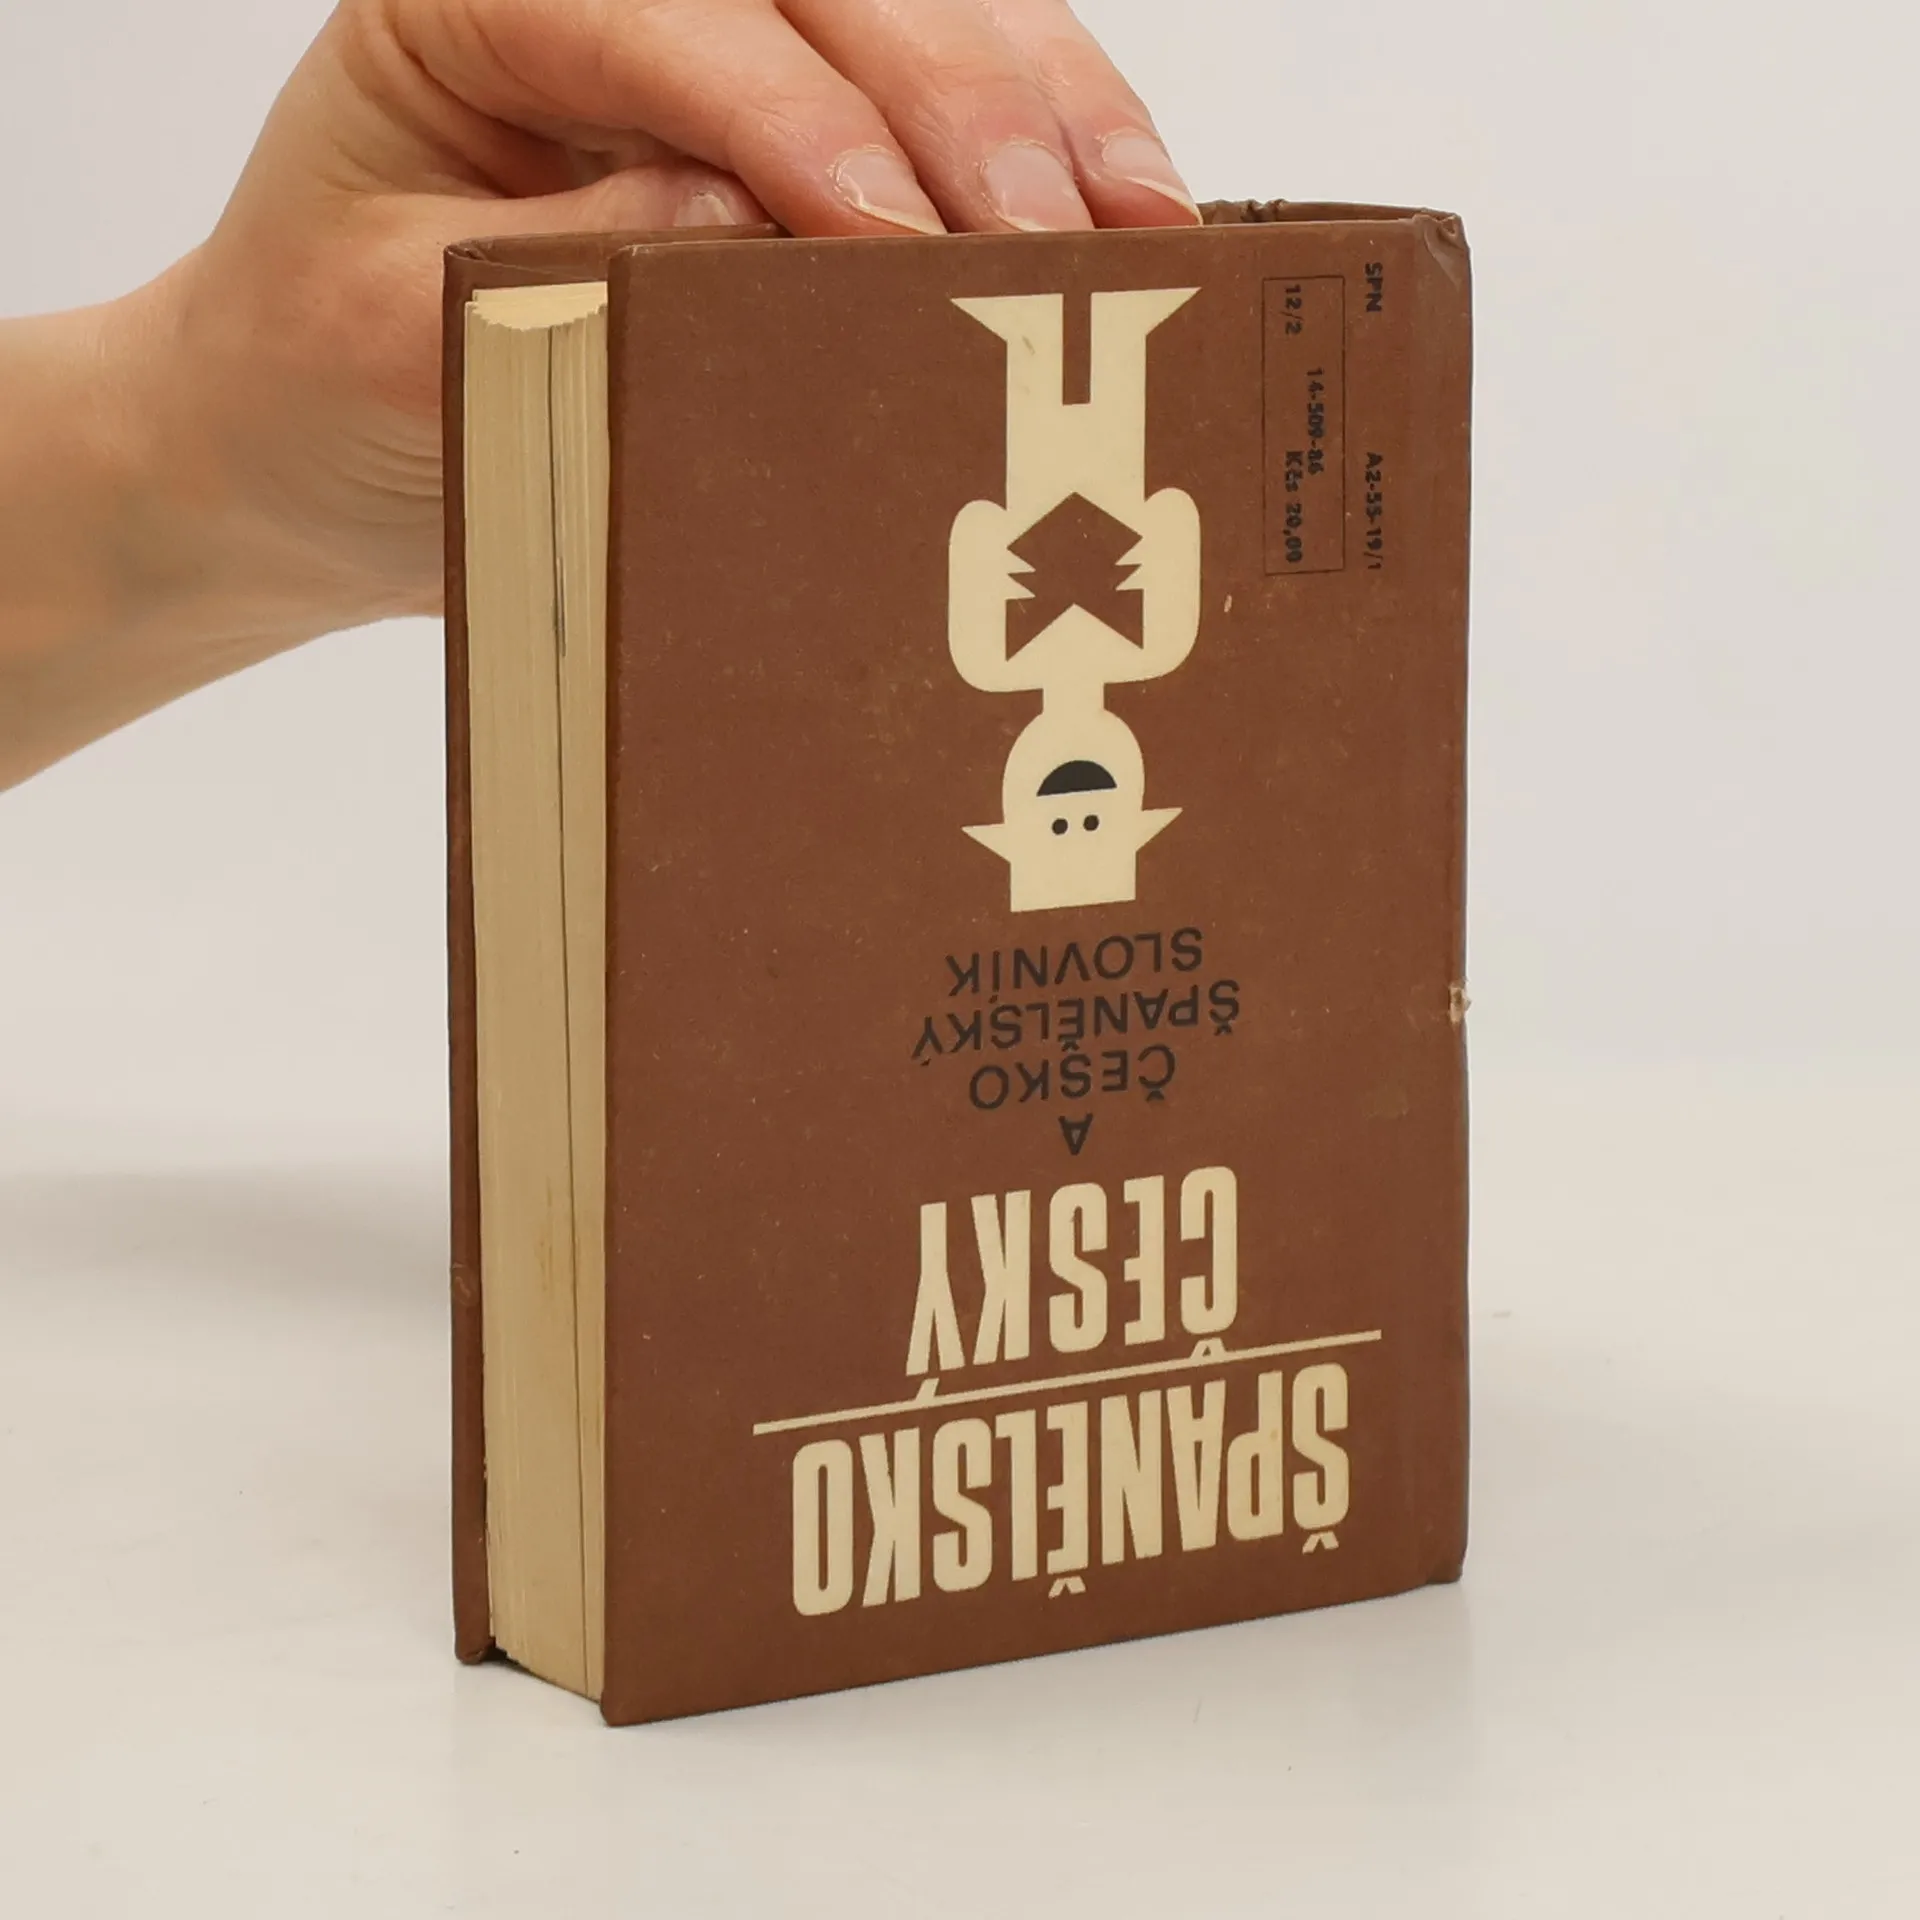 ŠPANĚLSKO
ČESKÝ
A
ČESKO
ŠPANĚLSKÝ
SLOVNÍK
SPN
A2-55-19/1
14-509-86
12/2
Kčs 20,00